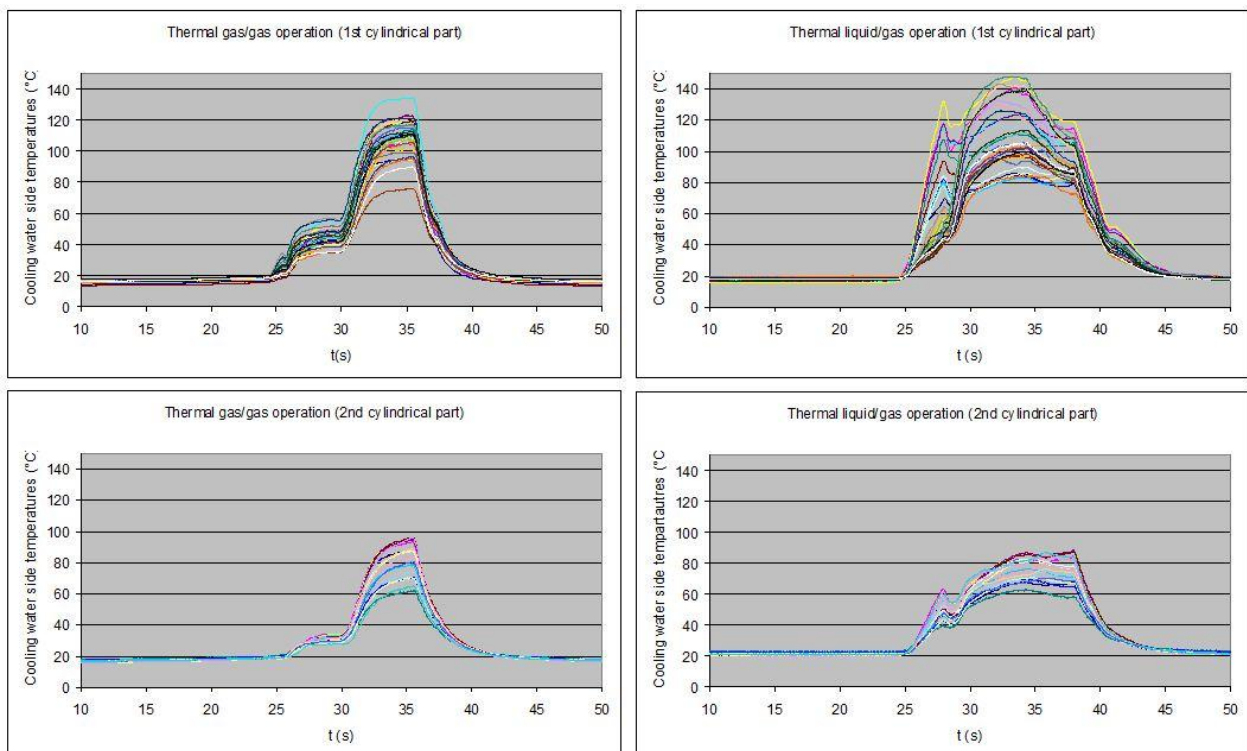 Thermal gas/gas operation (1st cylindrical part)
Cooling water side temperatures (°C)
140
120
100
80
60
40
20
0
10 15 20 25 30 35 40 45 50
t(s)
Thermal liquid/gas operation (1st cylindrical part)
Cooling water side temperatures (°C)
140
120
100
80
60
40
20
0
10 15 20 25 30 35 40 45 50
t (s)
Thermal gas/gas operation (2nd cylindrical part)
Cooling water side temperatures (°C)
140
120
100
80
60
40
20
0
10 15 20 25 30 35 40 45 50
t (s)
Thermal liquid/gas operation (2nd cylindrical part)
Cooling water side tempartautres (°C
140
120
100
80
60
40
20
0
10 15 20 25 30 35 40 45 50
t (s)